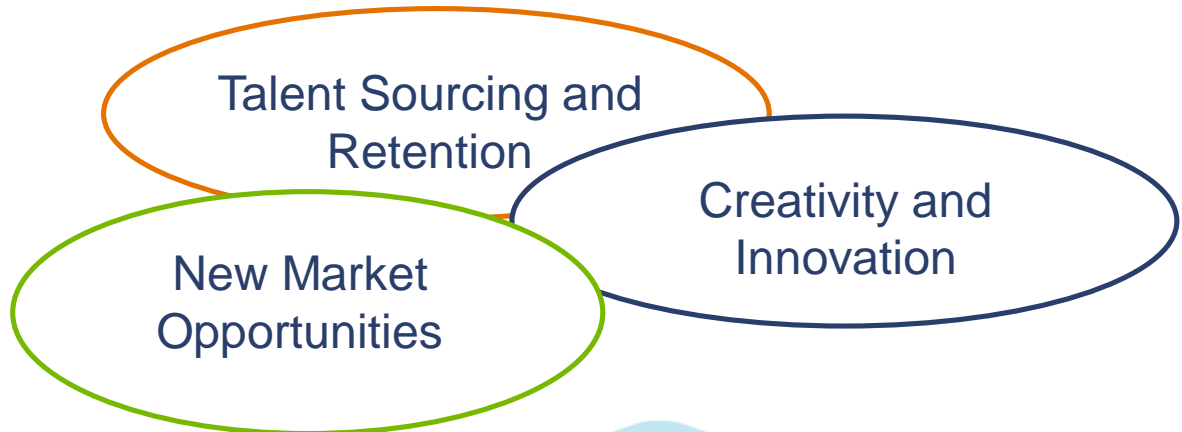 Talent Sourcing and
Retention
Creativity and
Innovation
New Market
Opportunities